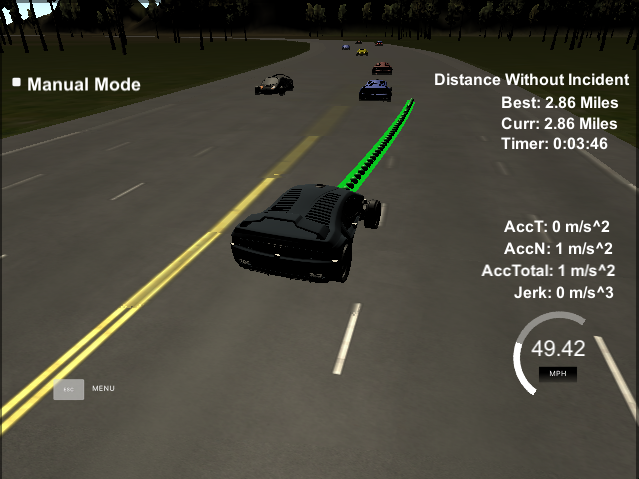 Manual Mode
Distance Without Incident
Best: 2.86 Miles
Curr: 2.86 Miles
Timer: 0:03:46
AccT: 0 m/s^2
AccN: 1 m/s^2
AccTotal: 1 m/s^2
Jerk: 0 m/s^3
49.42
MPH
ESC MENU